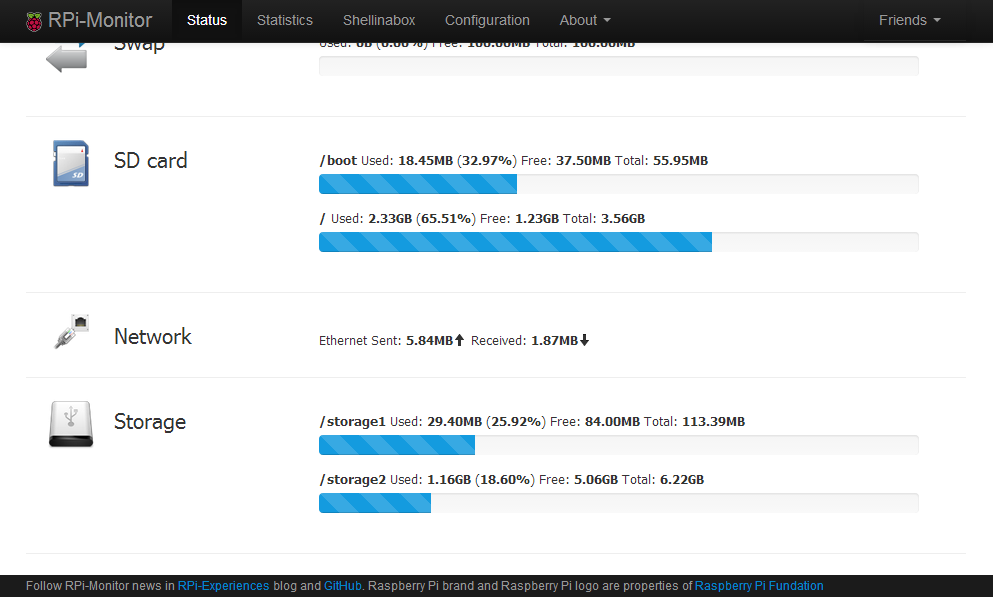 RPi-Monitor Status Statistics Shellinabox Configuration About Friends
Swap Used: 0B (0.00%) Free: 100.00MB Total: 100.00MB
SD card
/boot Used: 18.45MB (32.97%) Free: 37.50MB Total: 55.95MB
SD
/ Used: 2.33GB (65.51%) Free: 1.23GB Total: 3.56GB
Network
Ethernet Sent: 5.84MB Received: 1.87MB
Storage
/storage1 Used: 29.40MB (25.92%) Free: 84.00MB Total: 113.39MB
/storage2 Used: 1.16GB (18.60%) Free: 5.06GB Total: 6.22GB
Follow RPi-Monitor news in RPi-Experiences blog and GitHub. Raspberry Pi brand and Raspberry Pi logo are properties of Raspberry Pi Fundation